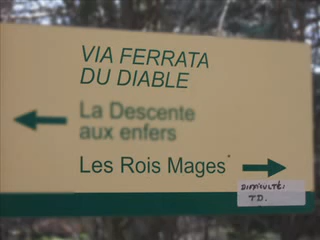 VIA FERRATA
DU DIABLE
La Descente
aux enfers
Les Rois Mages
DIFFICULTÉ:
T.D.